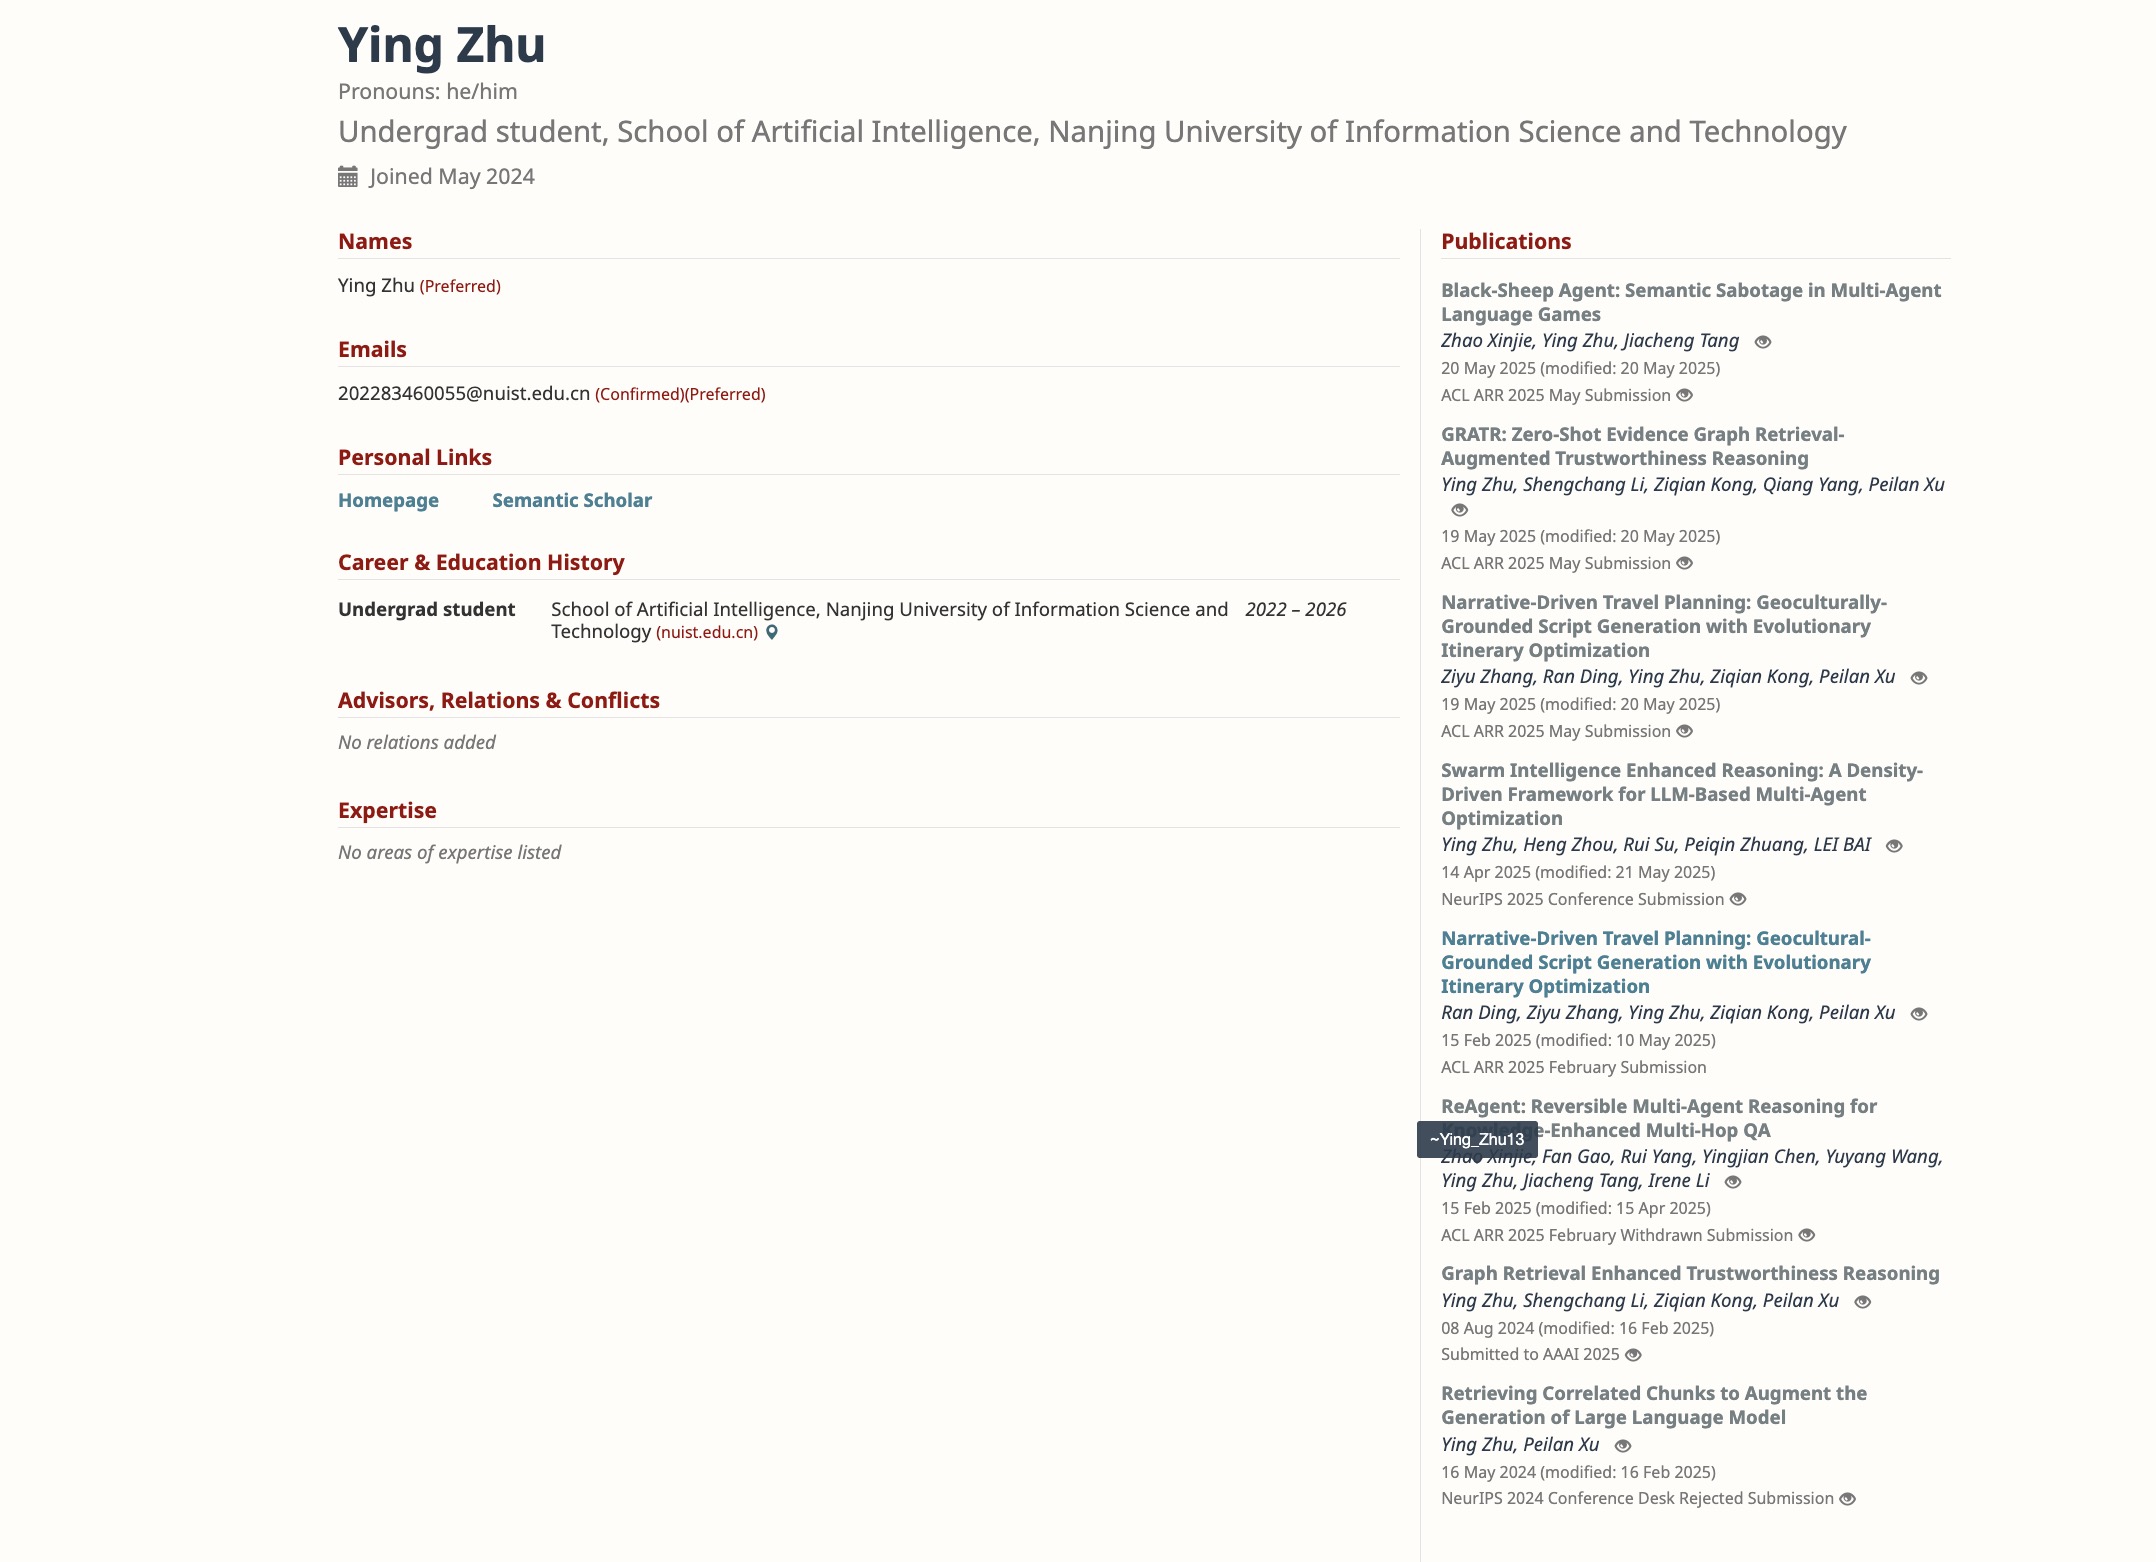 Ying Zhu
Pronouns: he/him
Undergrad student, School of Artificial Intelligence, Nanjing University of Information Science and Technology
Joined May 2024
Names
Ying Zhu (Preferred)
Emails
202283460055@nuist.edu.cn (Confirmed)(Preferred)
Personal Links
Homepage Semantic Scholar
Career & Education History
Undergrad student School of Artificial Intelligence, Nanjing University of Information Science and 2022 – 2026
Technology (nuist.edu.cn)
Advisors, Relations & Conflicts
No relations added
Expertise
No areas of expertise listed
Publications
Black-Sheep Agent: Semantic Sabotage in Multi-Agent
Language Games
Zhao Xinjie, Ying Zhu, Jiacheng Tang
20 May 2025 (modified: 20 May 2025)
ACL ARR 2025 May Submission
GRATR: Zero-Shot Evidence Graph Retrieval-
Augmented Trustworthiness Reasoning
Ying Zhu, Shengchang Li, Ziqian Kong, Qiang Yang, Peilan Xu
19 May 2025 (modified: 20 May 2025)
ACL ARR 2025 May Submission
Narrative-Driven Travel Planning: Geoculturally-
Grounded Script Generation with Evolutionary
Itinerary Optimization
Ziyu Zhang, Ran Ding, Ying Zhu, Ziqian Kong, Peilan Xu
19 May 2025 (modified: 20 May 2025)
ACL ARR 2025 May Submission
Swarm Intelligence Enhanced Reasoning: A Density-
Driven Framework for LLM-Based Multi-Agent
Optimization
Ying Zhu, Heng Zhou, Rui Su, Peiqin Zhuang, LEI BAI
14 Apr 2025 (modified: 21 May 2025)
NeurIPS 2025 Conference Submission
Narrative-Driven Travel Planning: Geocultural-
Grounded Script Generation with Evolutionary
Itinerary Optimization
Ran Ding, Ziyu Zhang, Ying Zhu, Ziqian Kong, Peilan Xu
15 Feb 2025 (modified: 10 May 2025)
ACL ARR 2025 February Submission
ReAgent: Reversible Multi-Agent Reasoning for
Knowledge-Enhanced Multi-Hop QA
~Ying_Zhu13
Zhao Xinjie, Fan Gao, Rui Yang, Yingjian Chen, Yuyang Wang,
Ying Zhu, Jiacheng Tang, Irene Li
15 Feb 2025 (modified: 15 Apr 2025)
ACL ARR 2025 February Withdrawn Submission
Graph Retrieval Enhanced Trustworthiness Reasoning
Ying Zhu, Shengchang Li, Ziqian Kong, Peilan Xu
08 Aug 2024 (modified: 16 Feb 2025)
Submitted to AAAI 2025
Retrieving Correlated Chunks to Augment the
Generation of Large Language Model
Ying Zhu, Peilan Xu
16 May 2024 (modified: 16 Feb 2025)
NeurIPS 2024 Conference Desk Rejected Submission